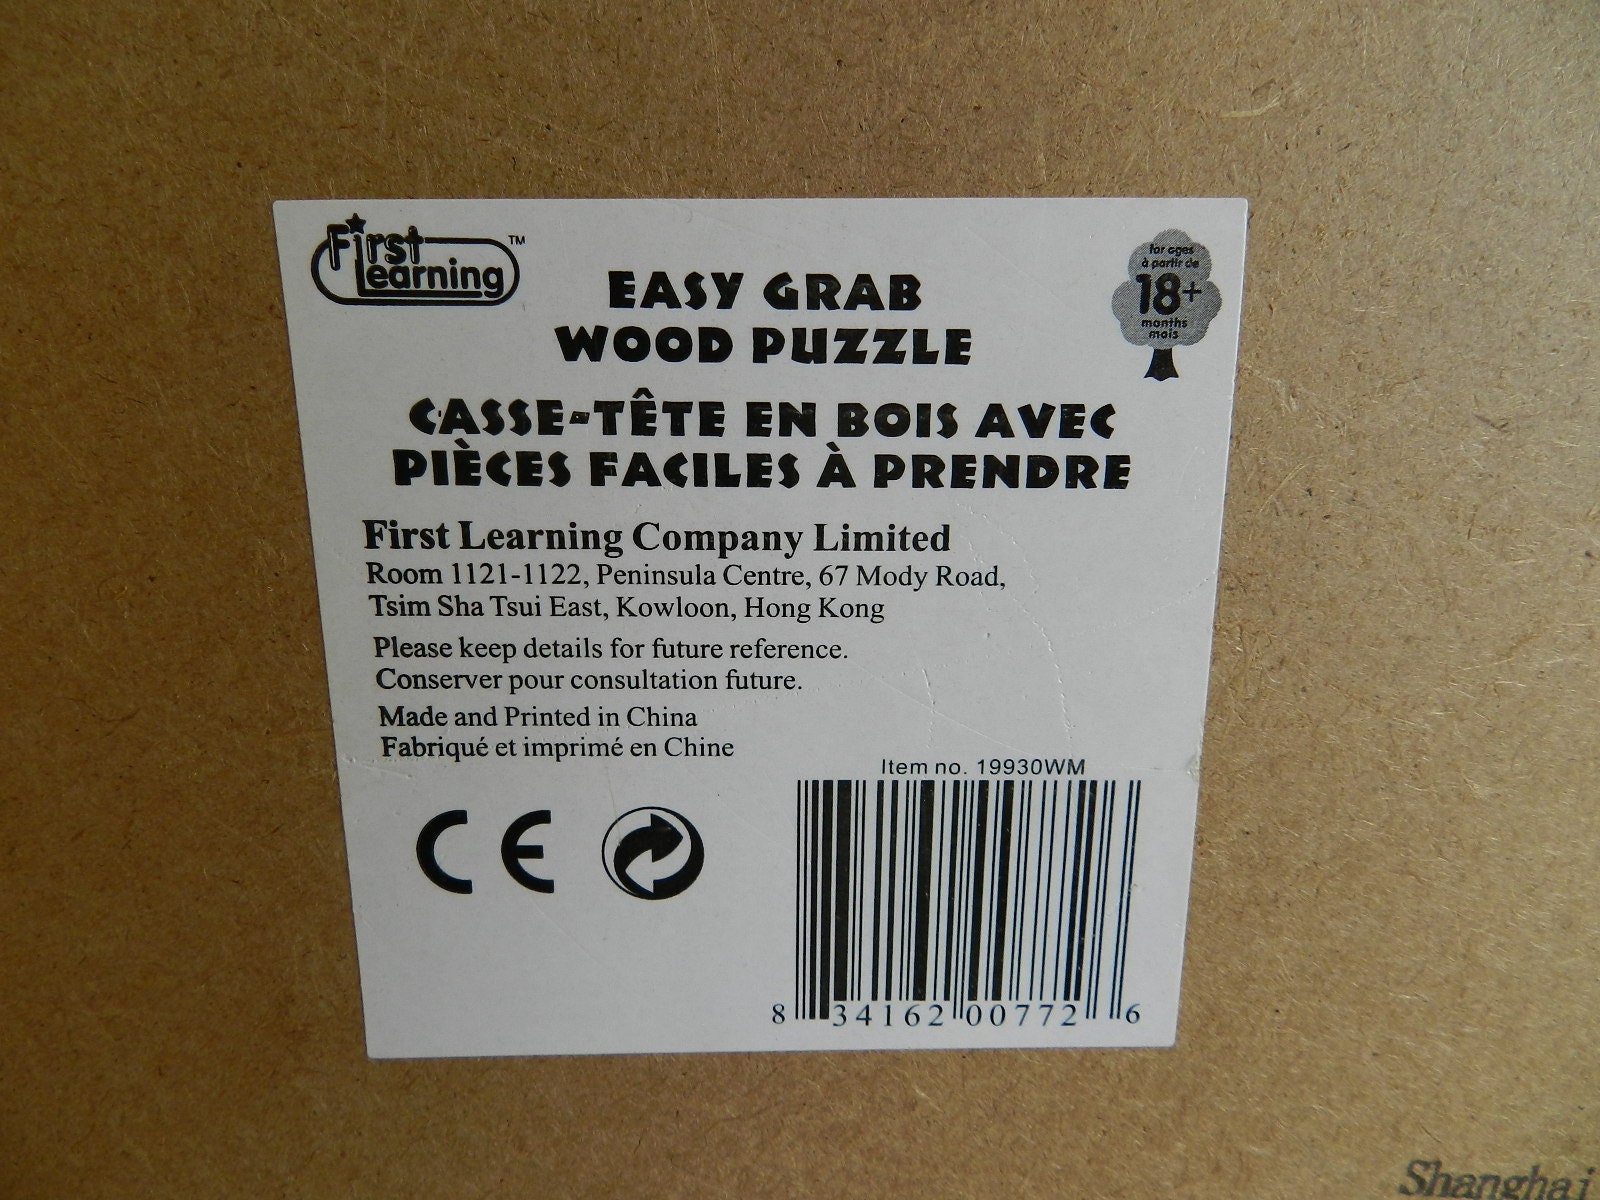 First Learning™
EASY GRAB
WOOD PUZZLE
CASSE-TÊTE EN BOIS AVEC
PIÈCES FACILES À PRENDRE
for ages
à partir de
18+
months
mois
First Learning Company Limited
Room 1121-1122, Peninsula Centre, 67 Mody Road,
Tsim Sha Tsui East, Kowloon, Hong Kong
Please keep details for future reference.
Conserver pour consultation future.
Made and Printed in China
Fabriqué et imprimé en Chine
CE
Item no. 19930WM
8 34162 00772 6
Shanghai